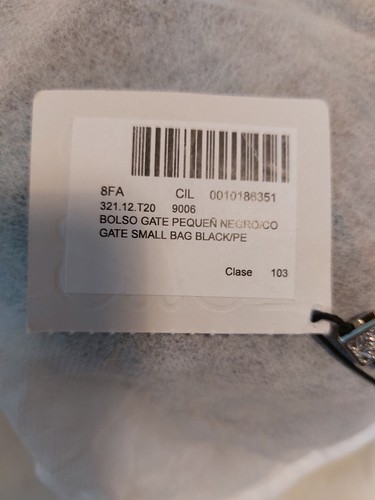 8FA CIL 0010186351
321.12.T20 9006
BOLSO GATE PEQUEÑ NEGRO/CO
GATE SMALL BAG BLACK/PE
Clase 103